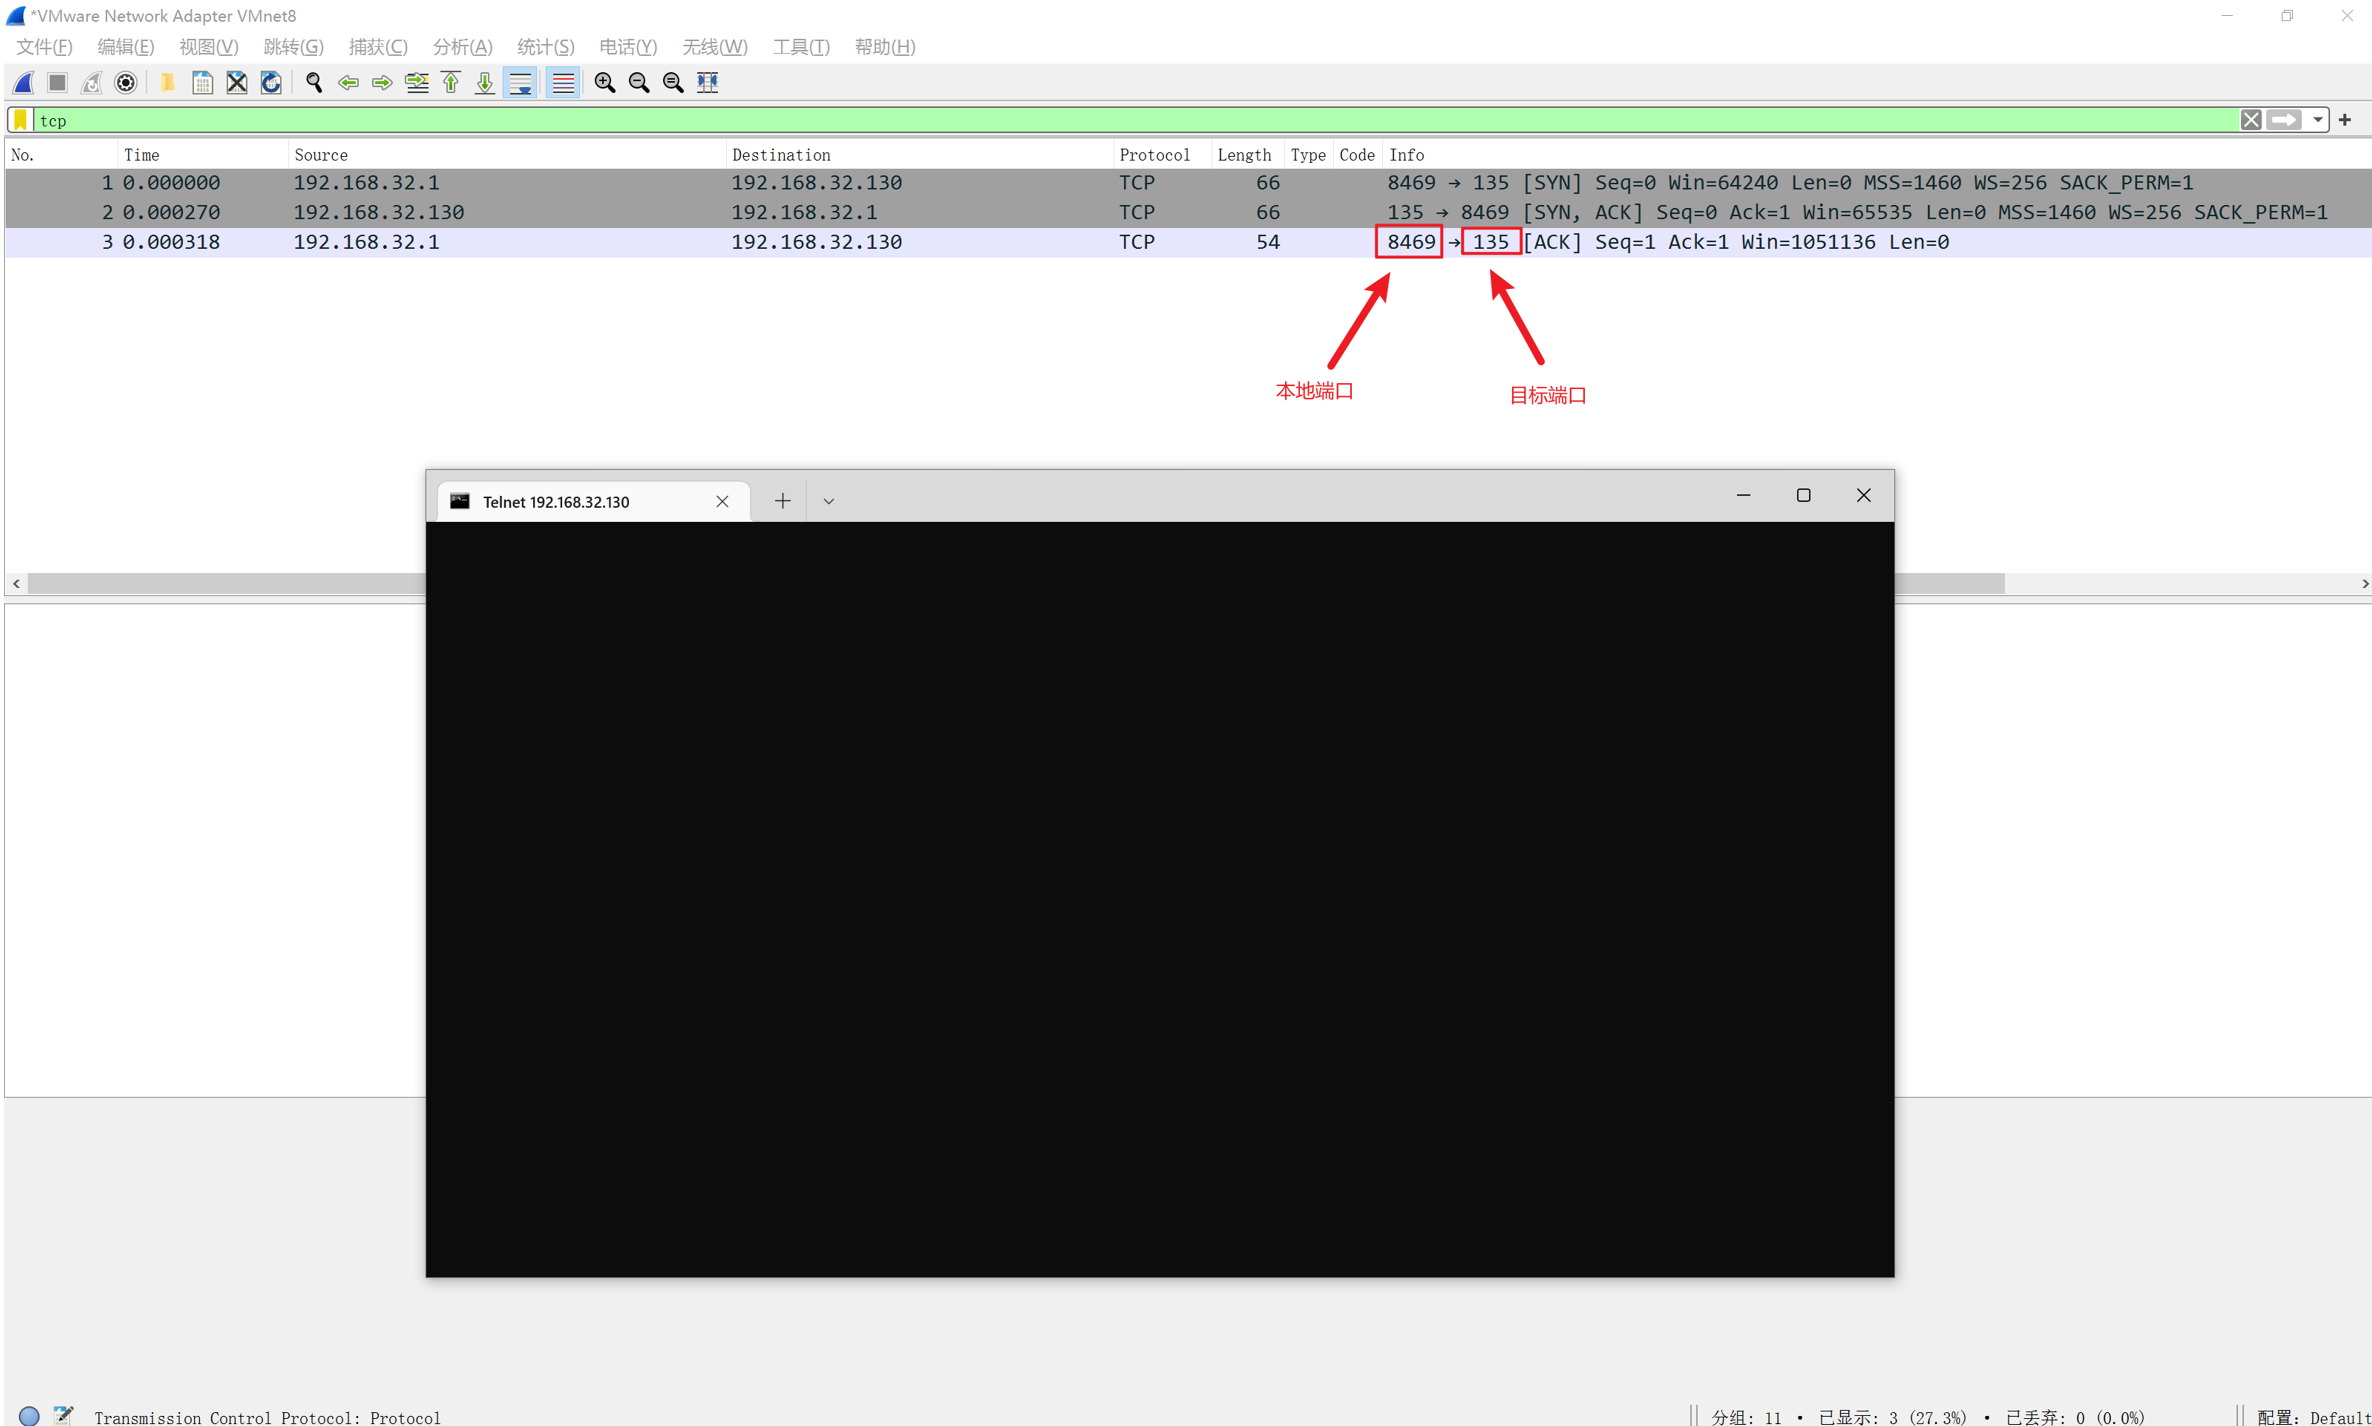 *VMware Network Adapter VMnet8
文件(F) 编辑(E) 视图(V) 跳转(G) 捕获(C) 分析(A) 统计(S) 电话(Y) 无线(W) 工具(T) 帮助(H)
tcp
No. Time Source Destination Protocol Length Type Code Info
1 0.000000 192.168.32.1 192.168.32.130 TCP 66 8469 → 135 [SYN] Seq=0 Win=64240 Len=0 MSS=1460 WS=256 SACK_PERM=1
2 0.000270 192.168.32.130 192.168.32.1 TCP 66 135 → 8469 [SYN, ACK] Seq=0 Ack=1 Win=65535 Len=0 MSS=1460 WS=256 SACK_PERM=1
3 0.000318 192.168.32.1 192.168.32.130 TCP 54 8469 → 135 [ACK] Seq=1 Ack=1 Win=1051136 Len=0
本地端口 目标端口
Telnet 192.168.32.130
Transmission Control Protocol: Protocol 分组: 11 · 已显示: 3 (27.3%) · 已丢弃: 0 (0.0%) 配置: Default